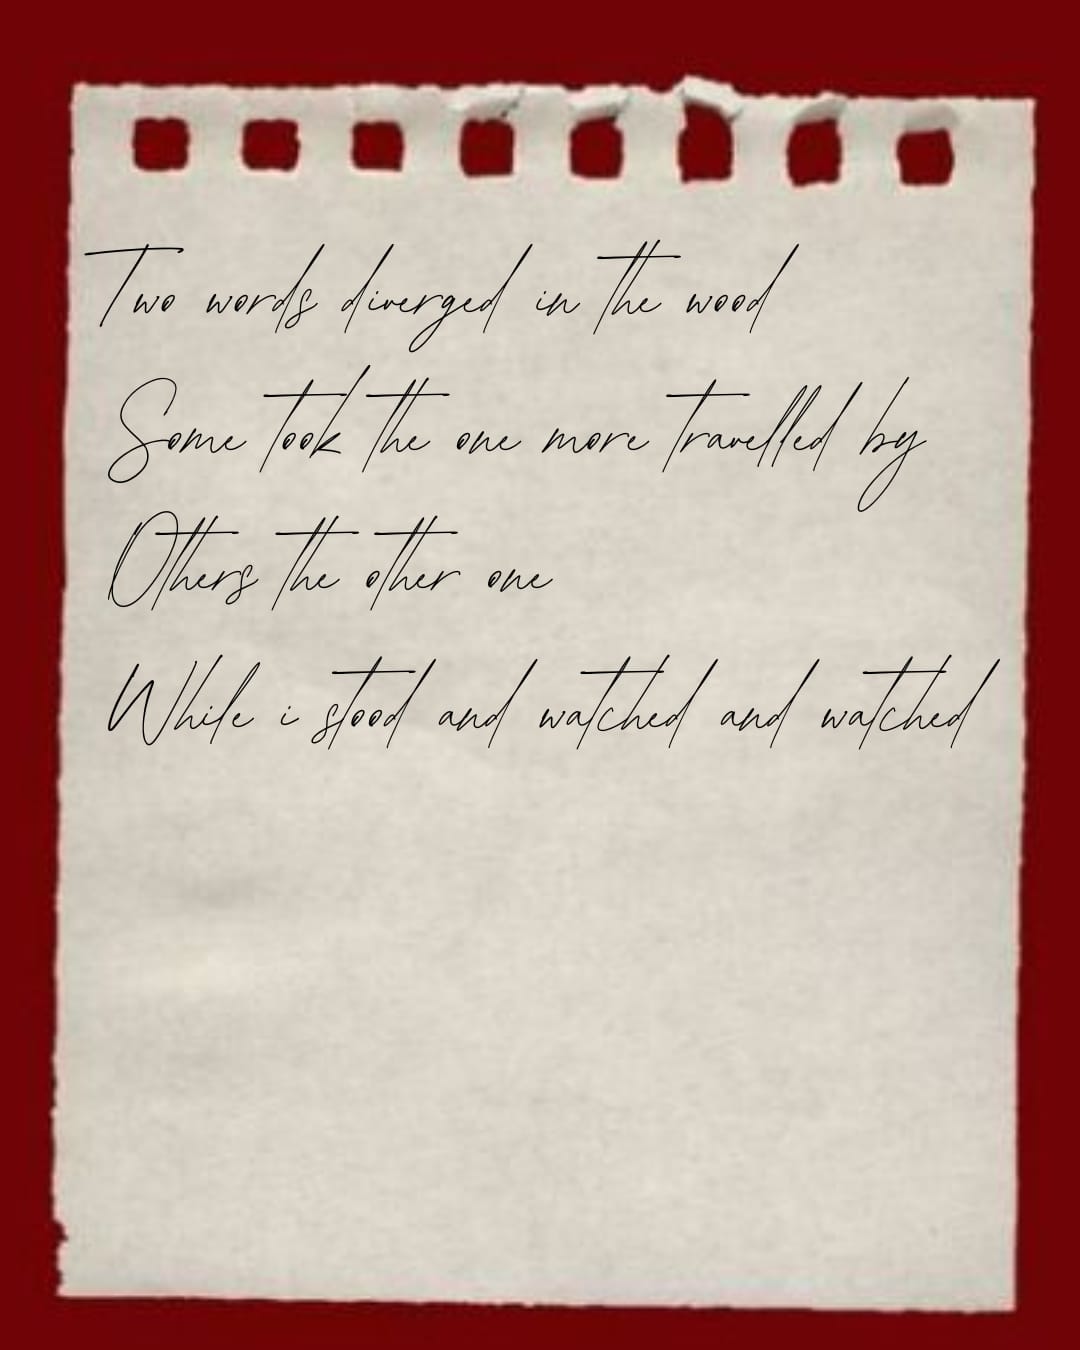 Two words diverged in the wood
Some took the one more travelled by
Others the other one
While i stood and watched and watched